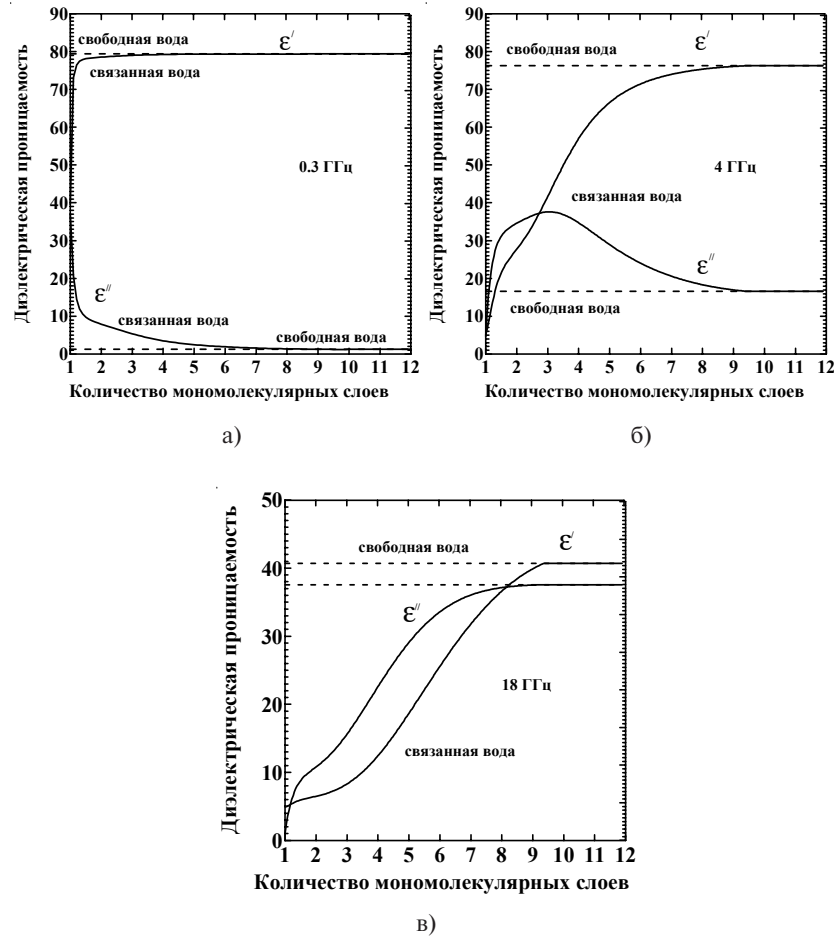 90
80
70
60
50
40
30
20
10
0
Диэлектрическая проницаемость
свободная вода
ε/
связанная вода
0.3 ГГц
ε//
связанная вода
свободная вода
1 2 3 4 5 6 7 8 9 10 11 12
Количество мономолекулярных слоев
а)
90
80
70
60
50
40
30
20
10
0
Диэлектрическая проницаемость
свободная вода
ε/
4 ГГц
связанная вода
ε//
свободная вода
1 2 3 4 5 6 7 8 9 10 11 12
Количество мономолекулярных слоев
б)
50
40
30
20
10
0
Диэлектрическая проницаемость
свободная вода
ε/
ε//
18 ГГц
связанная вода
1 2 3 4 5 6 7 8 9 10 11 12
Количество мономолекулярных слоев
в)